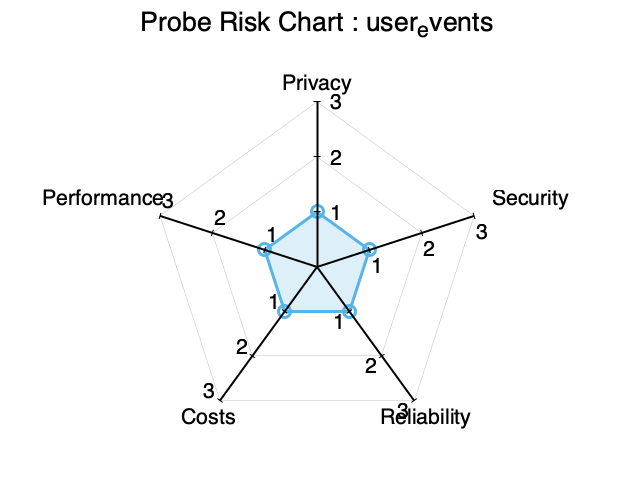 Probe Risk Chart : userₑvents
Privacy
3
2
1
Performance
3
2
1
Security
3
2
1
1
2
3
Costs
1
2
3
Reliability